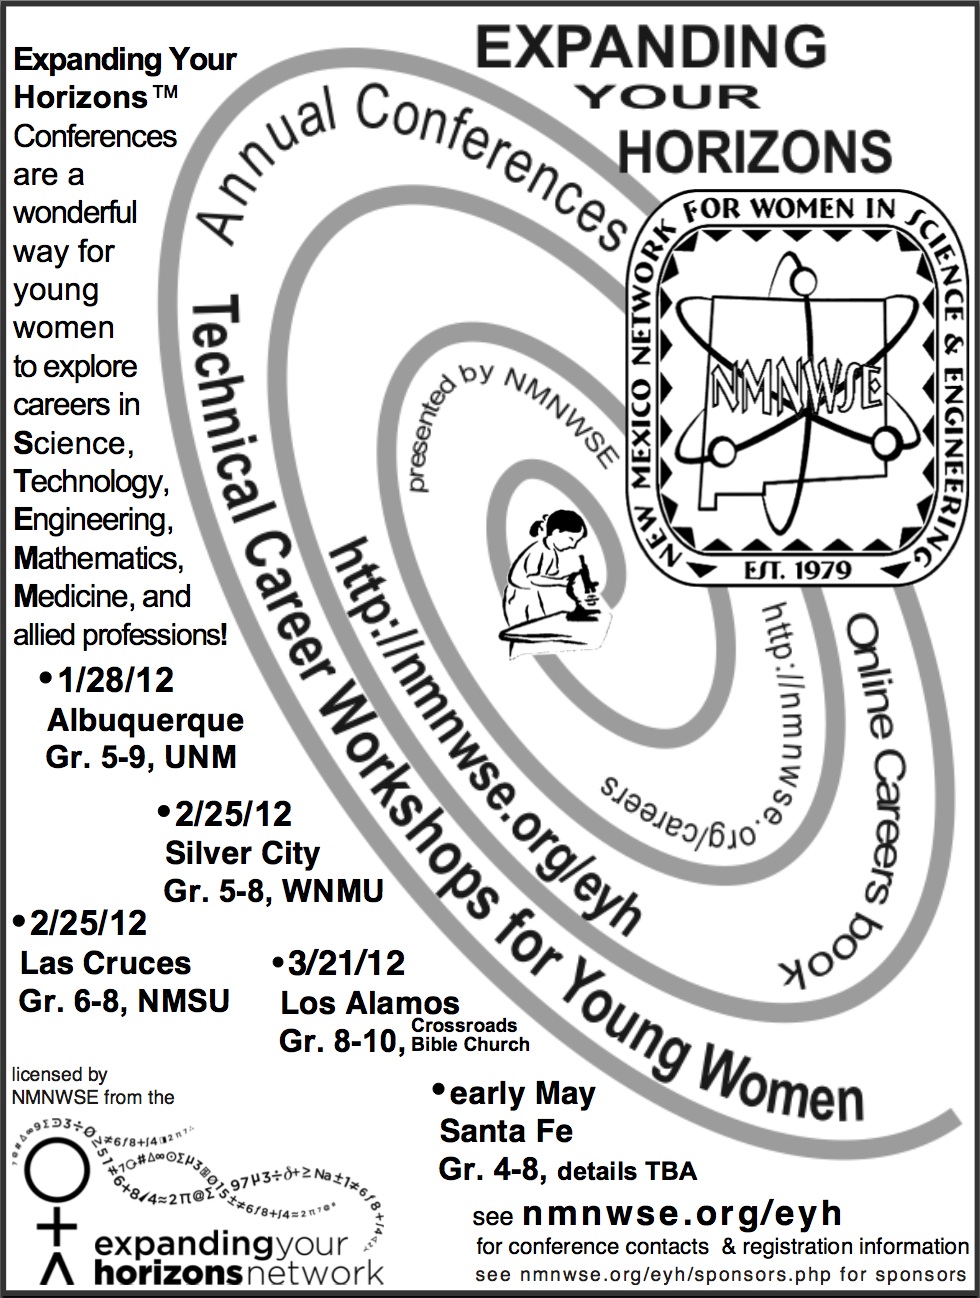 EXPANDING
YOUR
HORIZONS
Expanding Your
Horizons™
Conferences
are a
wonderful
way for
young
women
to explore
careers in
Science,
Technology,
Engineering,
Mathematics,
Medicine, and
allied professions!
Annual Conferences
Technical Career Workshops for Young Women
http://nmnwse.org/eyh
presented by NMNWSE
NEW MEXICO NETWORK FOR WOMEN IN SCIENCE & ENGINEERING
NMNWSE
EST. 1979
Online Careers book
http://nmnwse.org/careers
•1/28/12
Albuquerque
Gr. 5-9, UNM
•2/25/12
Silver City
Gr. 5-8, WNMU
•2/25/12
Las Cruces
Gr. 6-8, NMSU
•3/21/12
Los Alamos
Gr. 8-10, Crossroads
Bible Church
•early May
Santa Fe
Gr. 4-8, details TBA
see nmnwse.org/eyh
for conference contacts & registration information
see nmnwse.org/eyh/sponsors.php for sponsors
licensed by
NMNWSE from the
expandingyour
horizonsnetwork